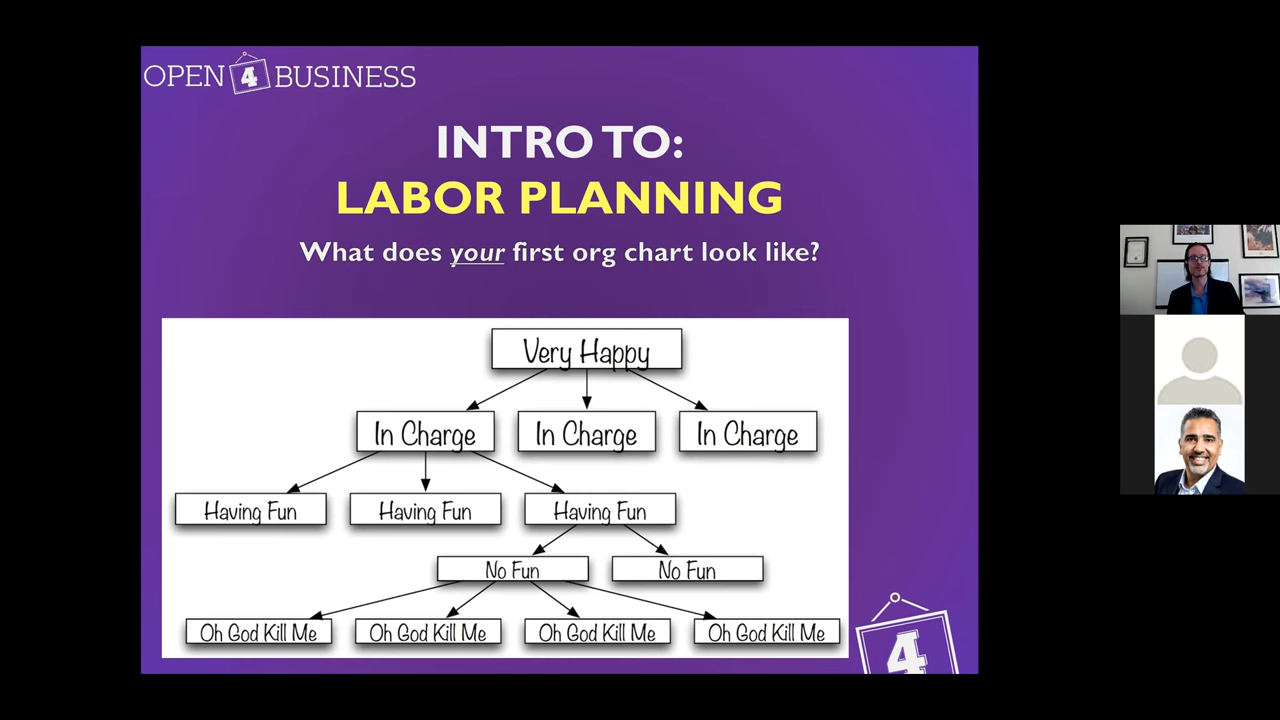 OPEN 4 BUSINESS
INTRO TO:
LABOR PLANNING
What does your first org chart look like?
Very Happy
In Charge
In Charge
In Charge
Having Fun
Having Fun
Having Fun
No Fun
No Fun
Oh God Kill Me
Oh God Kill Me
Oh God Kill Me
Oh God Kill Me
4